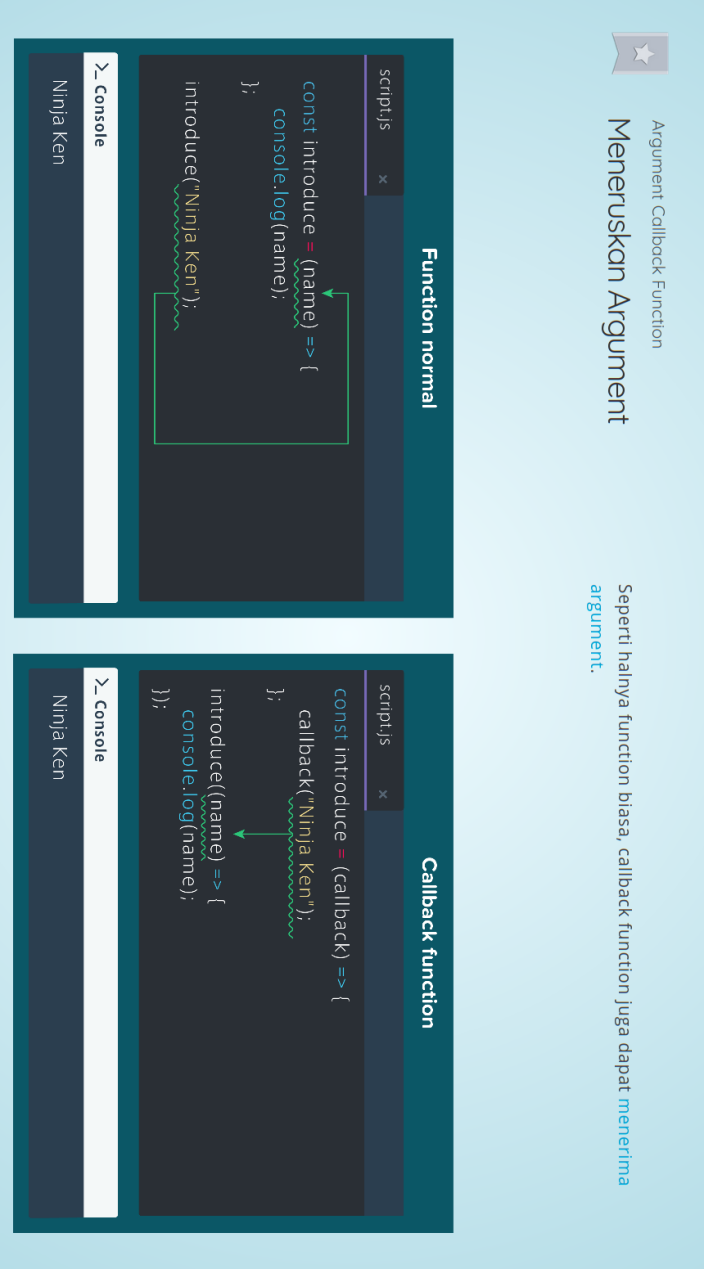 Argument Callback Function
Meneruskan Argument
Seperti halnya function biasa, callback function juga dapat menerima
argument.
Function normal
script.js ×
const introduce = (name) => {
console.log(name);
};
introduce("Ninja Ken");
>_ Console
Ninja Ken
Callback function
script.js ×
const introduce = (callback) => {
callback("Ninja Ken");
};
introduce((name) => {
console.log(name);
});
>_ Console
Ninja Ken